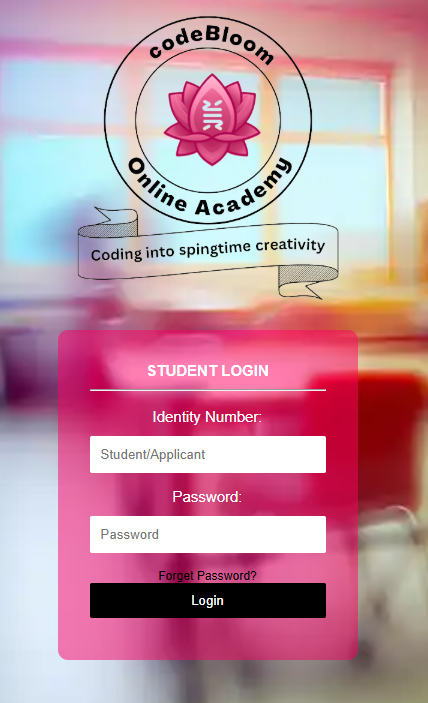 codeBloom
Online Academy
Coding into spingtime creativity
STUDENT LOGIN
Identity Number:
Student/Applicant
Password:
Password
Forget Password?
Login